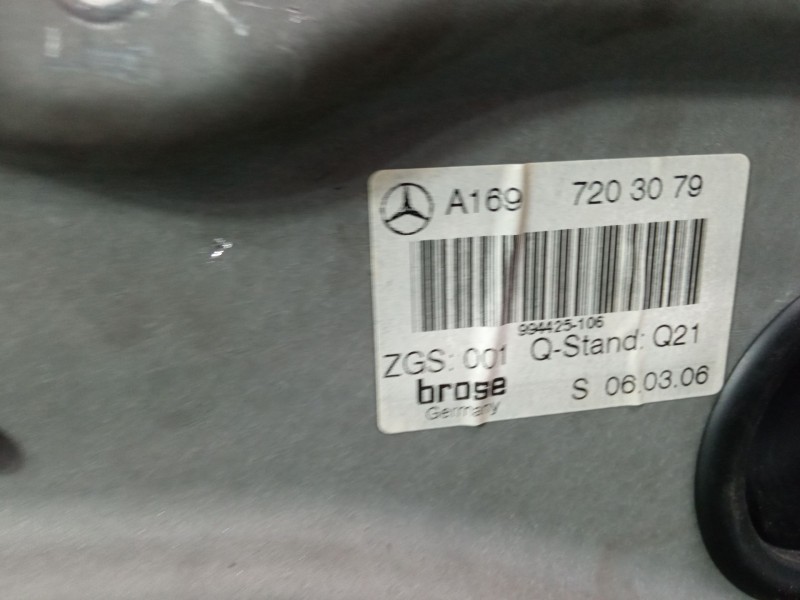 A169 720 30 79
994425-106
ZGS: 001 Q-Stand: Q21
brose S 06.03.06
Germany